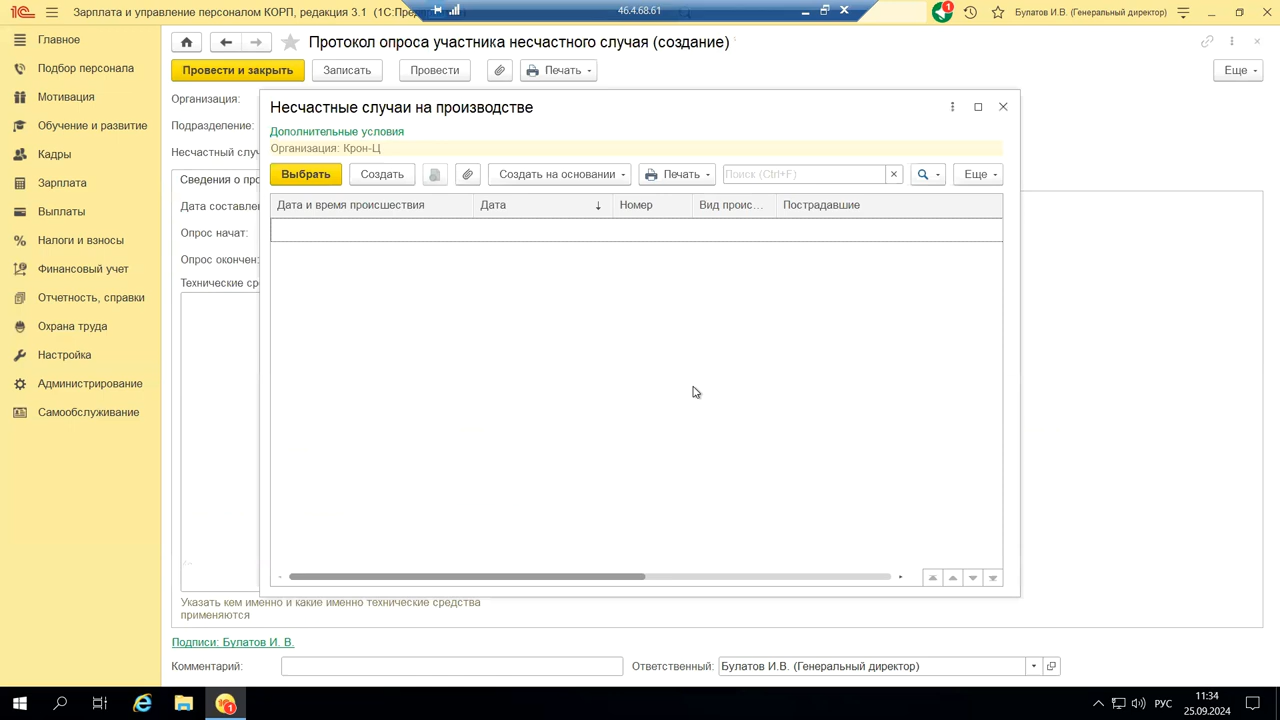 Зарплата и управление персоналом КОРП, редакция 3.1 (1С:Пре
46.4.68.61
1
Булатов И.В. (Генеральный директор)
Главное
Подбор персонала
Мотивация
Обучение и развитие
Кадры
Зарплата
Выплаты
Налоги и взносы
Финансовый учет
Отчетность, справки
Охрана труда
Настройка
Администрирование
Самообслуживание
Протокол опроса участника несчастного случая (создание)
Провести и закрыть
Записать
Провести
Печать
Еще
Организация:
Подразделение:
Несчастный случ
Сведения о про
Дата составле
Опрос начат:
Опрос окончен:
Технические ср
Несчастные случаи на производстве
Дополнительные условия
Организация: Крон-Ц
Выбрать
Создать
Создать на основании
Печать
Поиск (Ctrl+F)
Еще
Дата и время происшествия
Дата
Номер
Вид проис...
Пострадавшие
Указать кем именно и какие именно технические средства
применяются
Подписи: Булатов И. В.
Комментарий:
Ответственный:
Булатов И.В. (Генеральный директор)
1
РУС
11:34
25.09.2024